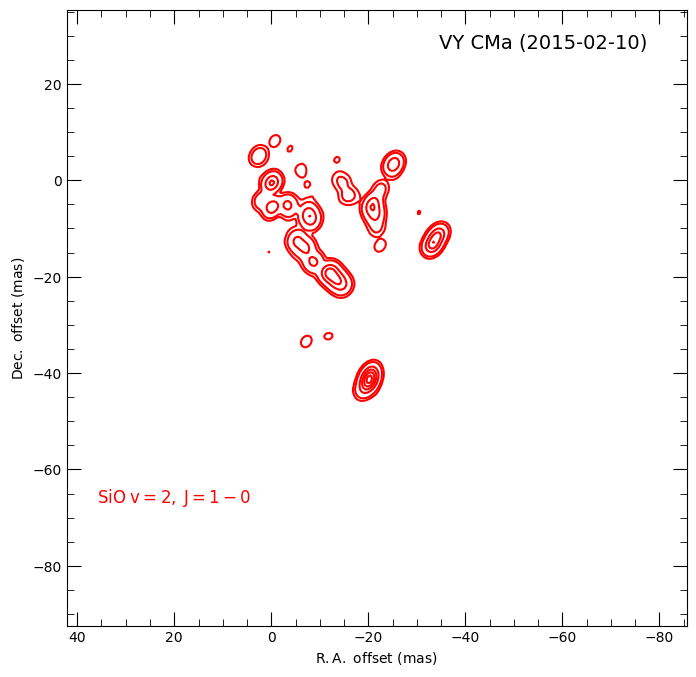 VY CMa (2015-02-10)
20
0
−20
−40
−60
−80
Dec. offset (mas)
SiO v = 2, J = 1 − 0
40 20 0 −20 −40 −60 −80
R.A. offset (mas)